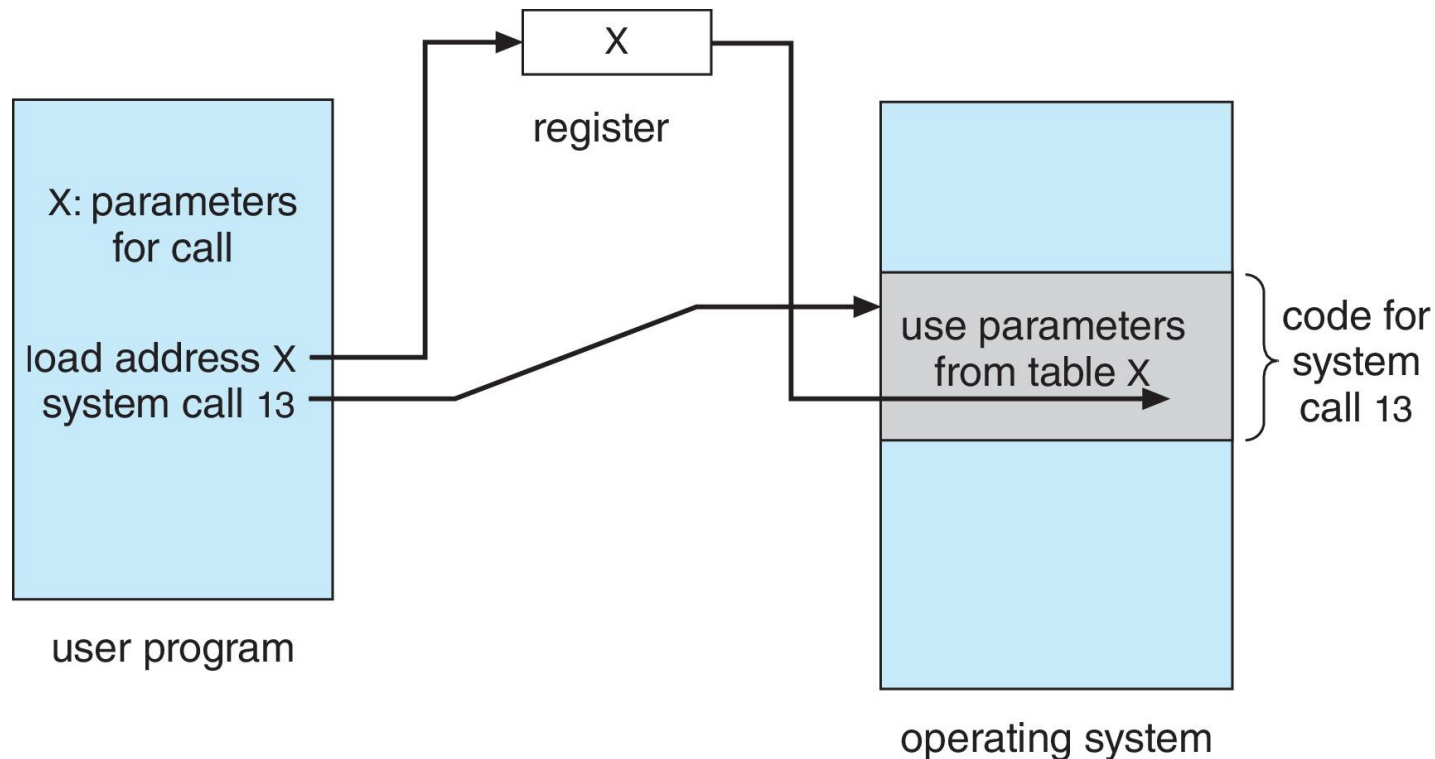 X
register
X: parameters
for call
load address X
system call 13
user program
use parameters
from table X
code for
system
call 13
operating system